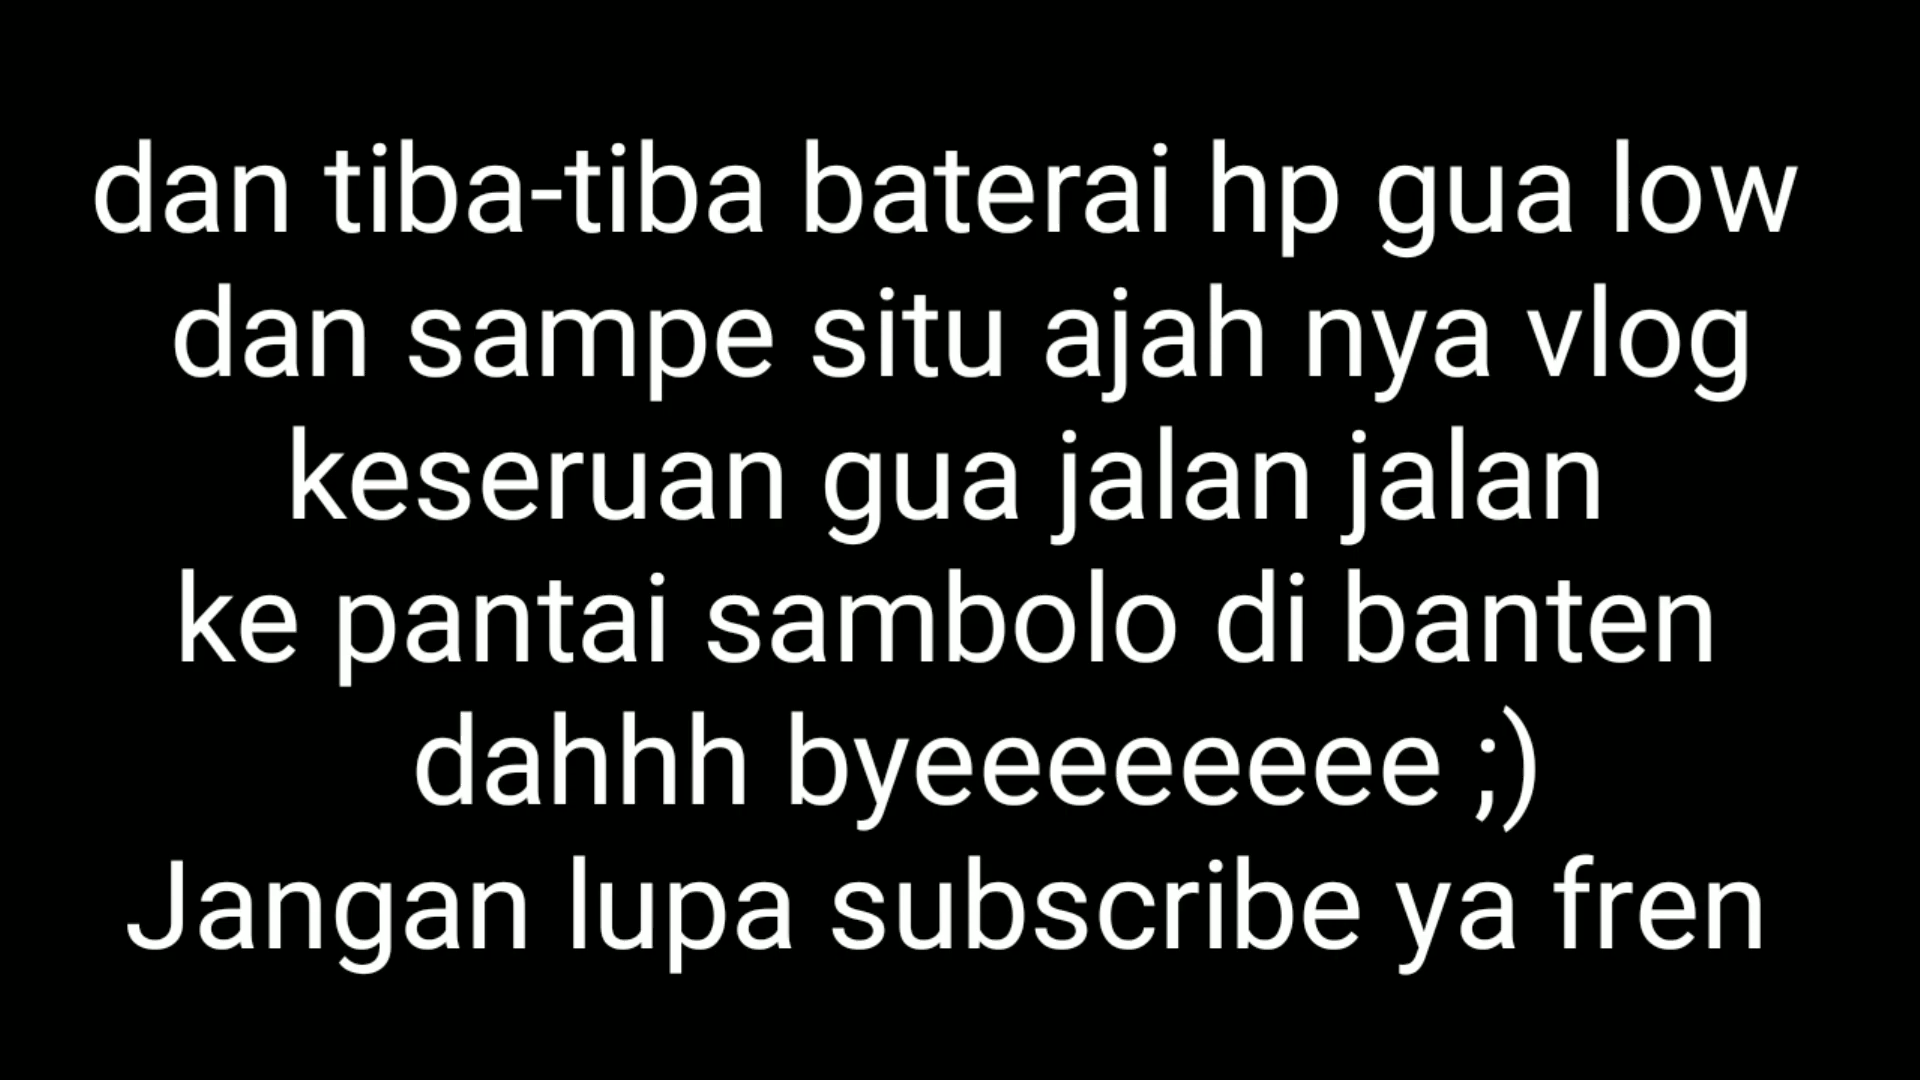 dan tiba-tiba baterai hp gua low
dan sampe situ ajah nya vlog
keseruan gua jalan jalan
ke pantai sambolo di banten
dahhh byeeeeeeee ;)
Jangan lupa subscribe ya fren